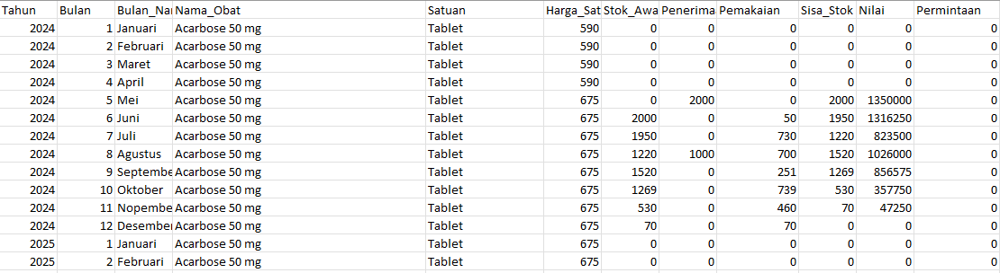 Tahun Bulan Bulan_Na Nama_Obat Satuan Harga_Sat Stok_Awa Penerima Pemakaian Sisa_Stok Nilai Permintaan
2024 1 Januari Acarbose 50 mg Tablet 590 0 0 0 0 0 0
2024 2 Februari Acarbose 50 mg Tablet 590 0 0 0 0 0 0
2024 3 Maret Acarbose 50 mg Tablet 590 0 0 0 0 0 0
2024 4 April Acarbose 50 mg Tablet 590 0 0 0 0 0 0
2024 5 Mei Acarbose 50 mg Tablet 675 0 2000 0 2000 1350000 0
2024 6 Juni Acarbose 50 mg Tablet 675 2000 0 50 1950 1316250 0
2024 7 Juli Acarbose 50 mg Tablet 675 1950 0 730 1220 823500 0
2024 8 Agustus Acarbose 50 mg Tablet 675 1220 1000 700 1520 1026000 0
2024 9 Septembe Acarbose 50 mg Tablet 675 1520 0 251 1269 856575 0
2024 10 Oktober Acarbose 50 mg Tablet 675 1269 0 739 530 357750 0
2024 11 Nopembe Acarbose 50 mg Tablet 675 530 0 460 70 47250 0
2024 12 Desember Acarbose 50 mg Tablet 675 70 0 70 0 0 0
2025 1 Januari Acarbose 50 mg Tablet 675 0 0 0 0 0 0
2025 2 Februari Acarbose 50 mg Tablet 675 0 0 0 0 0 0